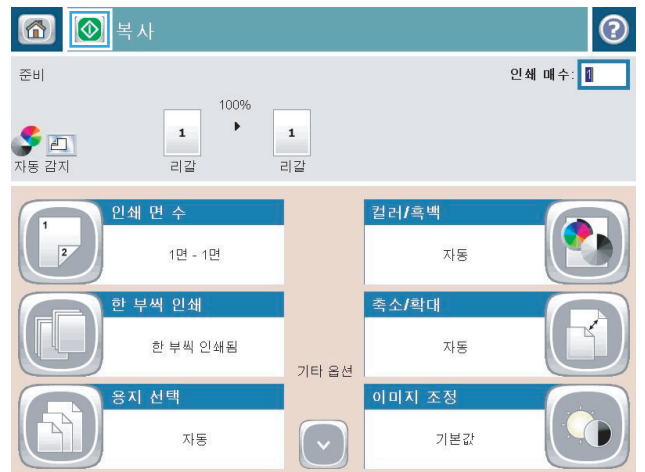 복사
준비
인쇄 매수: 1
100%
1
1
자동 감지
리갈
리갈
인쇄 면 수
1
2
1면 - 1면
컬러/흑백
자동
한 부씩 인쇄
한 부씩 인쇄됨
축소/확대
자동
기타 옵션
용지 선택
자동
이미지 조정
기본값